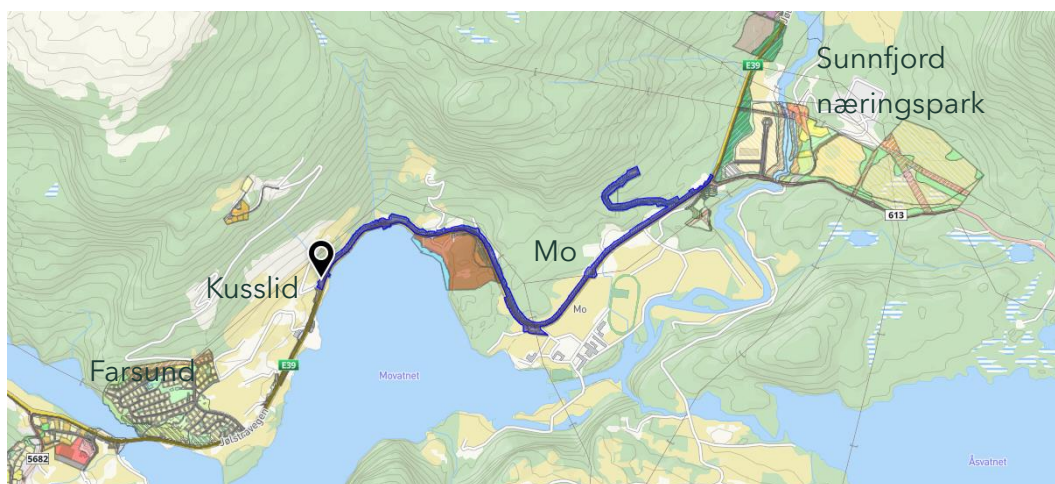 Sunnfjord
næringspark
E39
613
Mo
Mo
Kusslid
E39
Farsund
Jølstravegen
Movatnet
5682
Åsvatnet